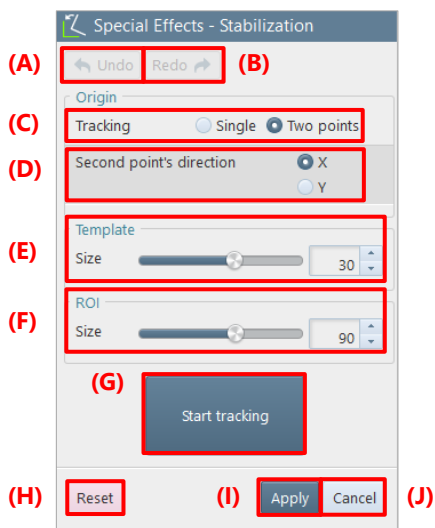 Special Effects - Stabilization
(A) Undo Redo (B)
Origin
(C) Tracking Single Two points
(D) Second point's direction X
Y
Template
(E) Size 30
ROI
(F) Size 90
(G)
Start tracking
(H) Reset (I) Apply Cancel (J)